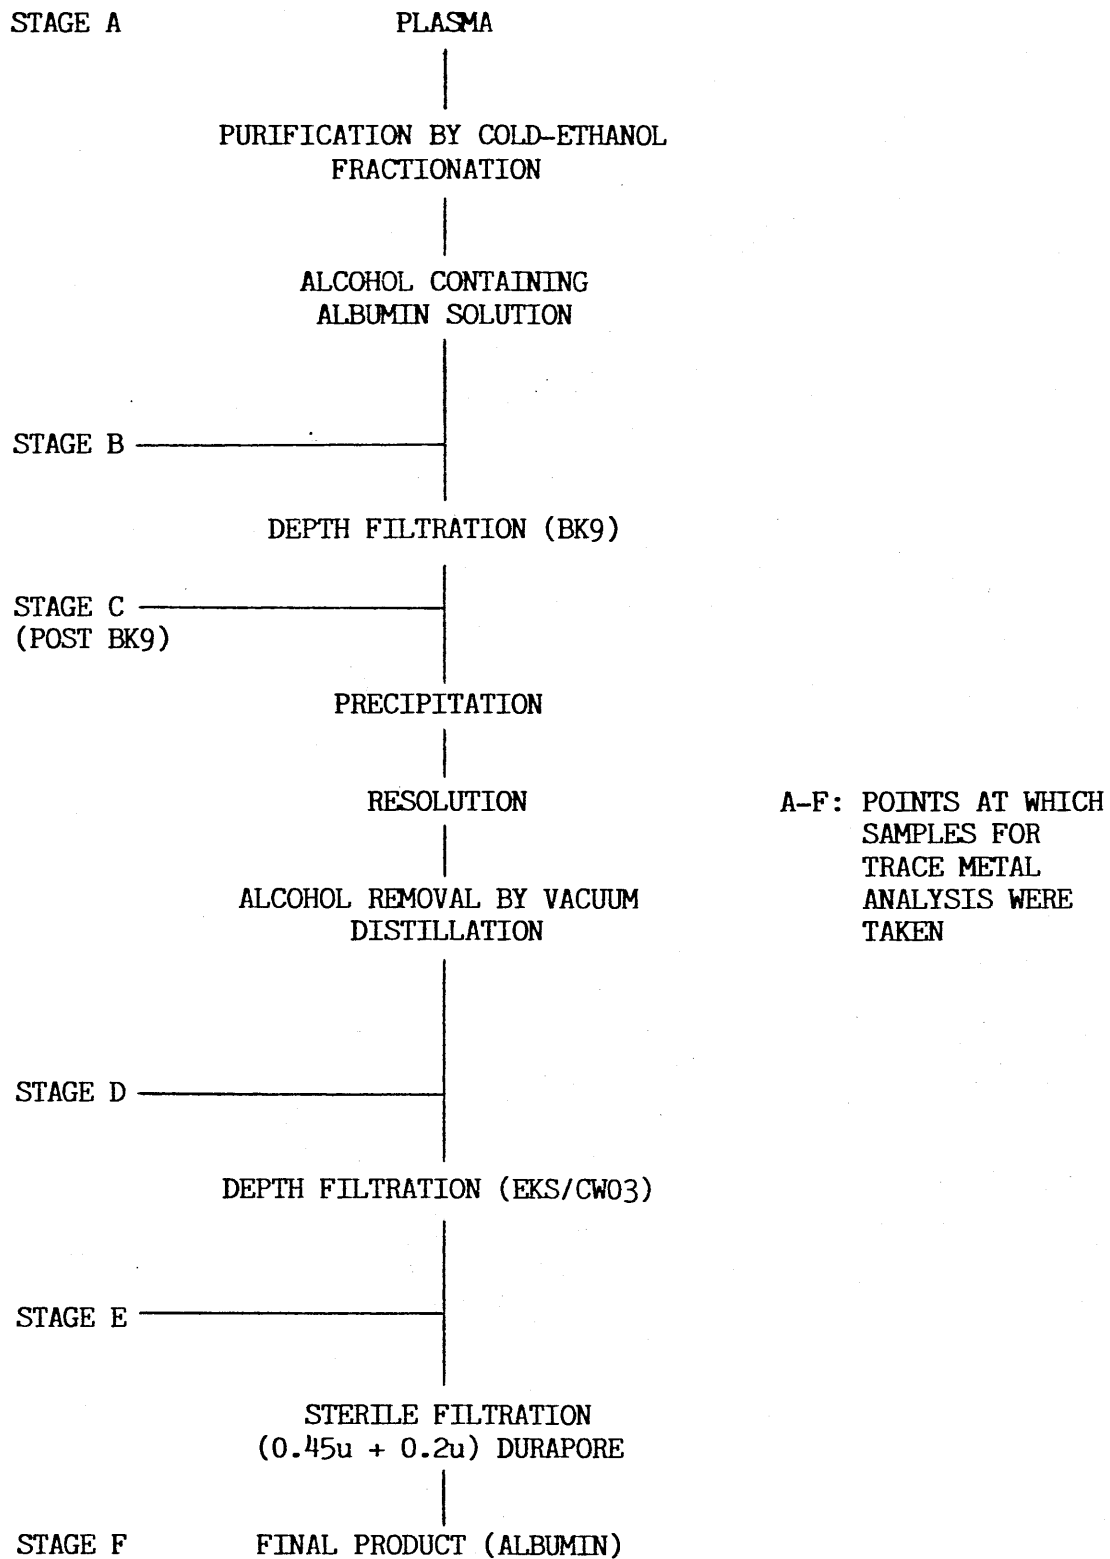 STAGE A PLASMA
PURIFICATION BY COLD-ETHANOL
FRACTIONATION
ALCOHOL CONTAINING
ALBUMIN SOLUTION
STAGE B
DEPTH FILTRATION (BK9)
STAGE C
(POST BK9)
PRECIPITATION
RESOLUTION
A-F: POINTS AT WHICH
SAMPLES FOR
TRACE METAL
ANALYSIS WERE
TAKEN
ALCOHOL REMOVAL BY VACUUM
DISTILLATION
STAGE D
DEPTH FILTRATION (EKS/CW03)
STAGE E
STERILE FILTRATION
(0.45u + 0.2u) DURAPORE
STAGE F FINAL PRODUCT (ALBUMIN)